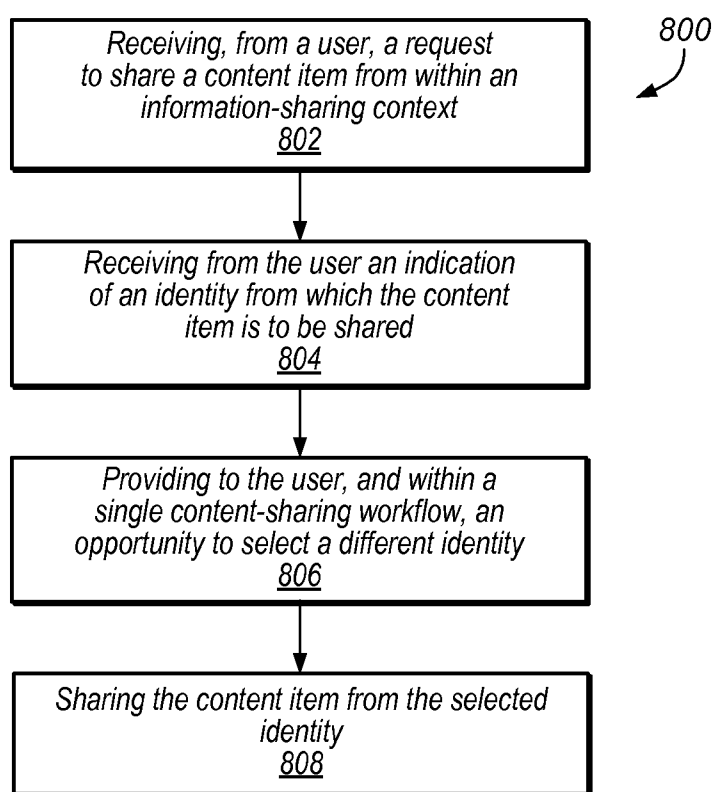 800
Receiving, from a user, a request
to share a content item from within an
information-sharing context
802
Receiving from the user an indication
of an identity from which the content
item is to be shared
804
Providing to the user, and within a
single content-sharing workflow, an
opportunity to select a different identity
806
Sharing the content item from the selected
identity
808